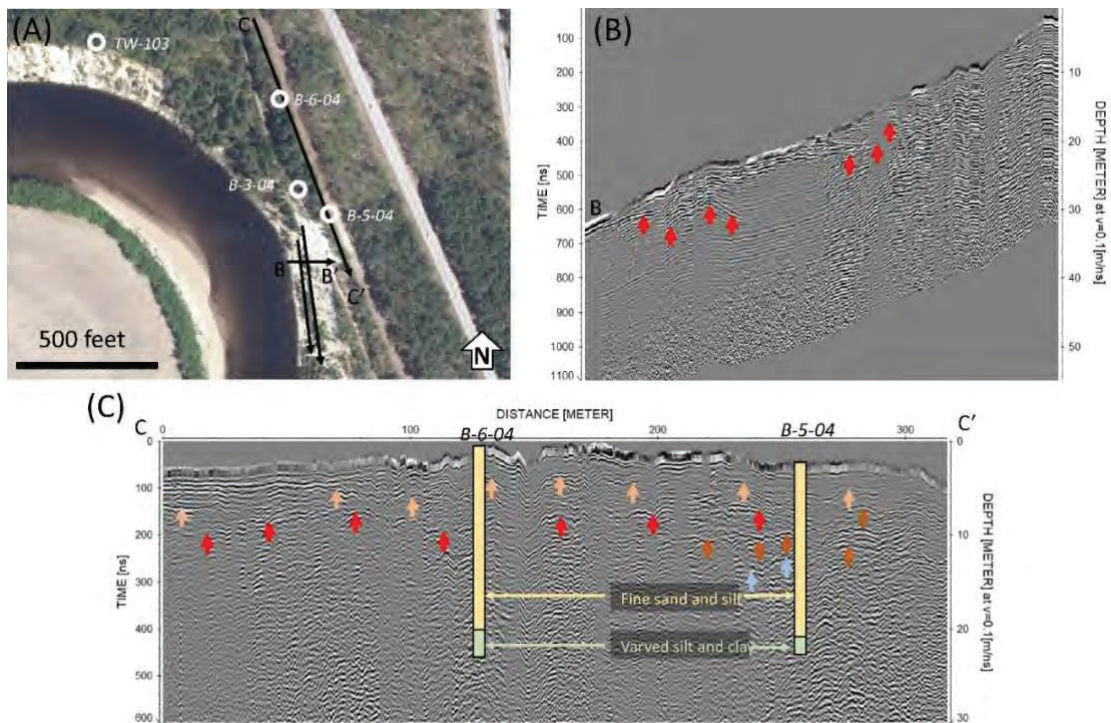 (A)
C
TW-103
B-6-04
B-3-04
B-5-04
B
B'
C'
500 feet
N
(B)
TIME [ns]
100
200
300
400
500
600
700
800
900
1000
1100
B
10
20
30
40
50
DEPTH [METER] at v=0.1[m/ns]
(C)
DISTANCE [METER]
C
C'
0
100
200
300
B-6-04
B-5-04
TIME [ns]
0
100
200
300
400
500
600
Fine sand and silt
Varved silt and clay
0
10
20
30
DEPTH [METER] at v=0.1[m/ns]